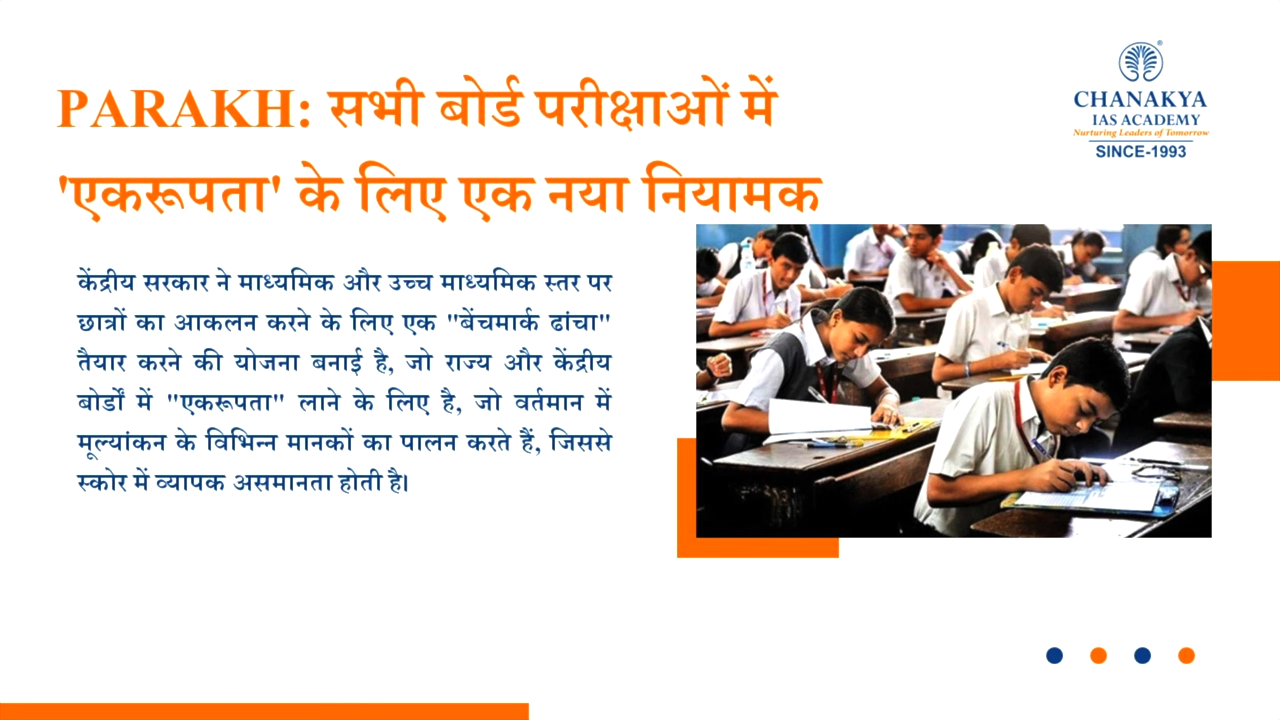 PARAKH: सभी बोर्ड परीक्षाओं में
'एकरूपता' के लिए एक नया नियामक
केंद्रीय सरकार ने माध्यमिक और उच्च माध्यमिक स्तर पर
छात्रों का आकलन करने के लिए एक "बेंचमार्क ढांचा"
तैयार करने की योजना बनाई है, जो राज्य और केंद्रीय
बोर्डों में "एकरूपता" लाने के लिए है, जो वर्तमान में
मूल्यांकन के विभिन्न मानकों का पालन करते हैं, जिससे
स्कोर में व्यापक असमानता होती है।
CHANAKYA
IAS ACADEMY
Nurturing Leaders of Tomorrow
SINCE-1993